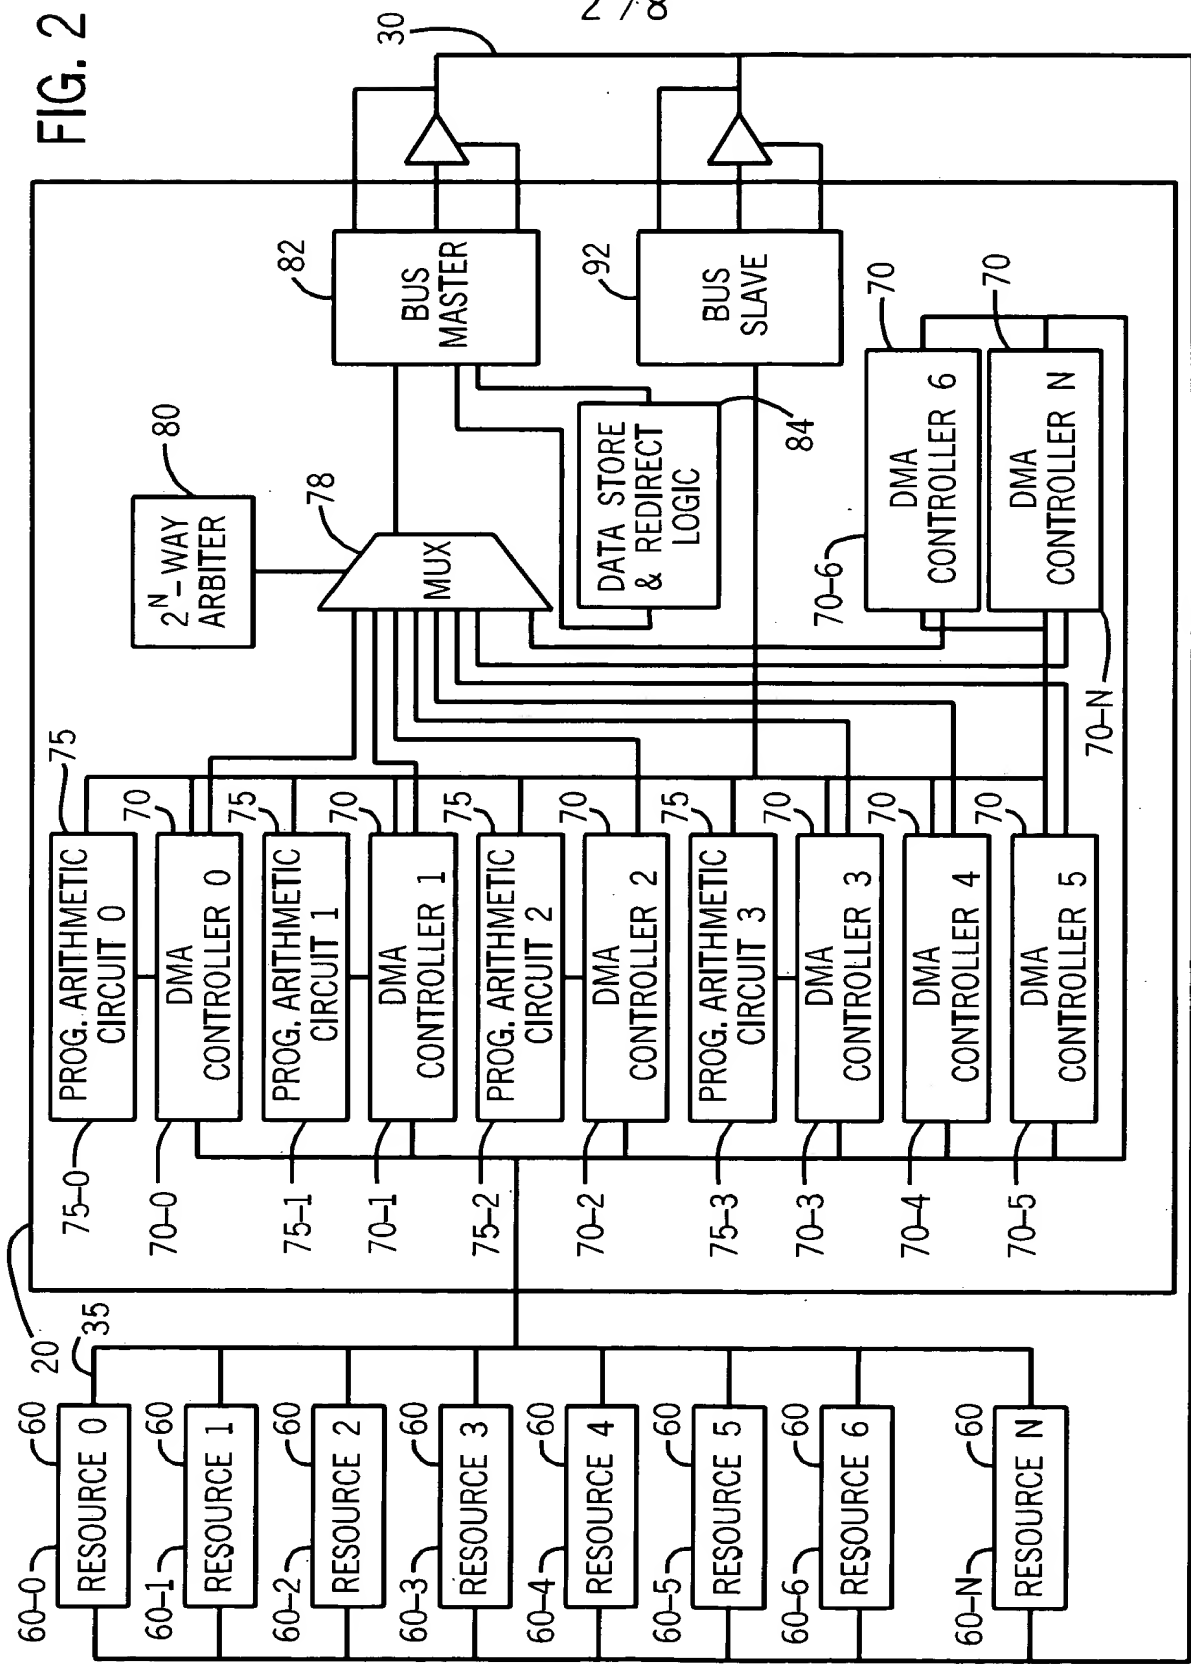 2 / 8
FIG. 2
30
82
BUS
MASTER
92
BUS
SLAVE
80
2^N-WAY
ARBITER
78
MUX
DATA STORE
& REDIRECT
LOGIC
84
70
70-6
DMA
CONTROLLER 6
70
DMA
CONTROLLER N
70-N
75
PROG. ARITHMETIC
CIRCUIT 0
75-0
70
DMA
CONTROLLER 0
70-0
75
PROG. ARITHMETIC
CIRCUIT 1
75-1
70
DMA
CONTROLLER 1
70-1
75
PROG. ARITHMETIC
CIRCUIT 2
75-2
70
DMA
CONTROLLER 2
70-2
75
PROG. ARITHMETIC
CIRCUIT 3
75-3
70
DMA
CONTROLLER 3
70-3
70
DMA
CONTROLLER 4
70-4
70
DMA
CONTROLLER 5
70-5
20
35
60-0
60
RESOURCE 0
60-1
60
RESOURCE 1
60-2
60
RESOURCE 2
60-3
60
RESOURCE 3
60-4
60
RESOURCE 4
60-5
60
RESOURCE 5
60-6
60
RESOURCE 6
60-N
60
RESOURCE N